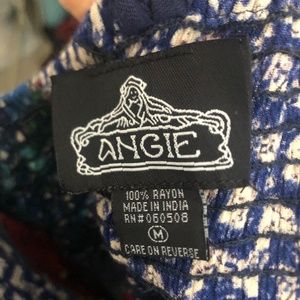 ANGIE
100% RAYON
MADE IN INDIA
RN#060508
M
CARE ON REVERSE